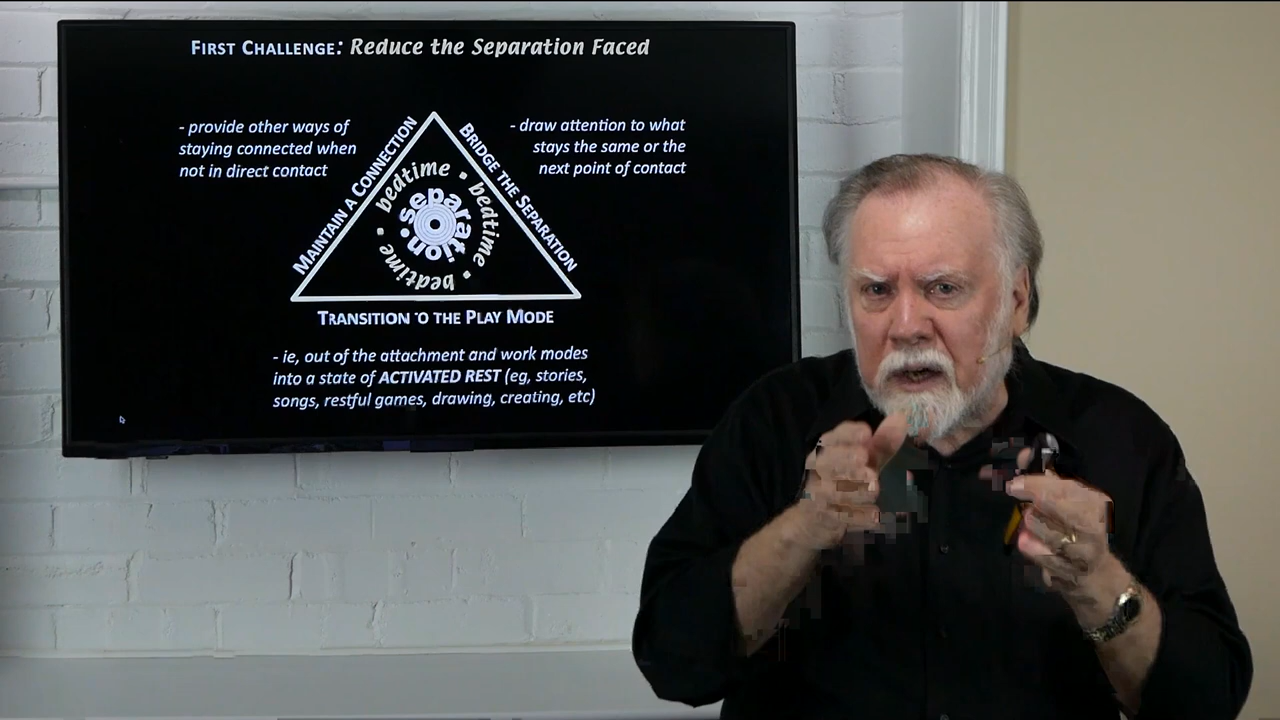 FIRST CHALLENGE: Reduce the Separation Faced
- provide other ways of
staying connected when
not in direct contact
- draw attention to what
stays the same or the
next point of contact
MAINTAIN A CONNECTION
BRIDGE THE SEPARATION
bedtime • bedtime • bedtime •
separation •
TRANSITION TO THE PLAY MODE
- ie, out of the attachment and work modes
into a state of ACTIVATED REST (eg, stories,
songs, restful games, drawing, creating, etc)